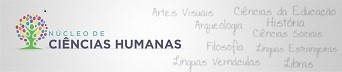 NÚCLEO DE
CIÊNCIAS HUMANAS
Artes Visuais Ciências da Educação
Arqueologia História
Ciências Sociais
Filosofia Línguas Estrangeiras
Línguas Vernáculas Libras